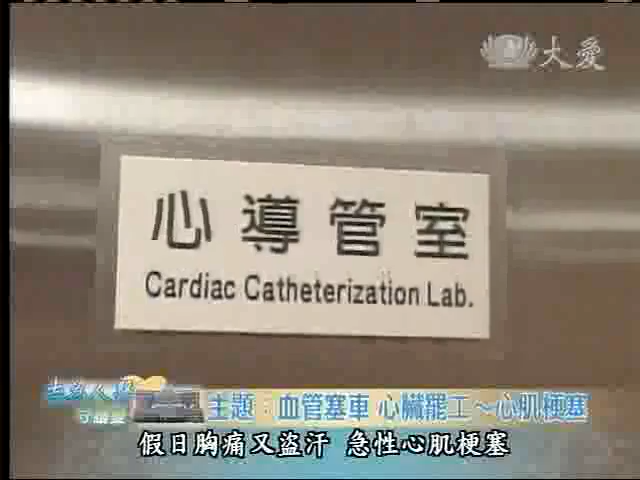 大愛
心導管室
Cardiac Catheterization Lab.
主題：血管塞車 心臟罷工～心肌梗塞
假日胸痛又盜汗 急性心肌梗塞